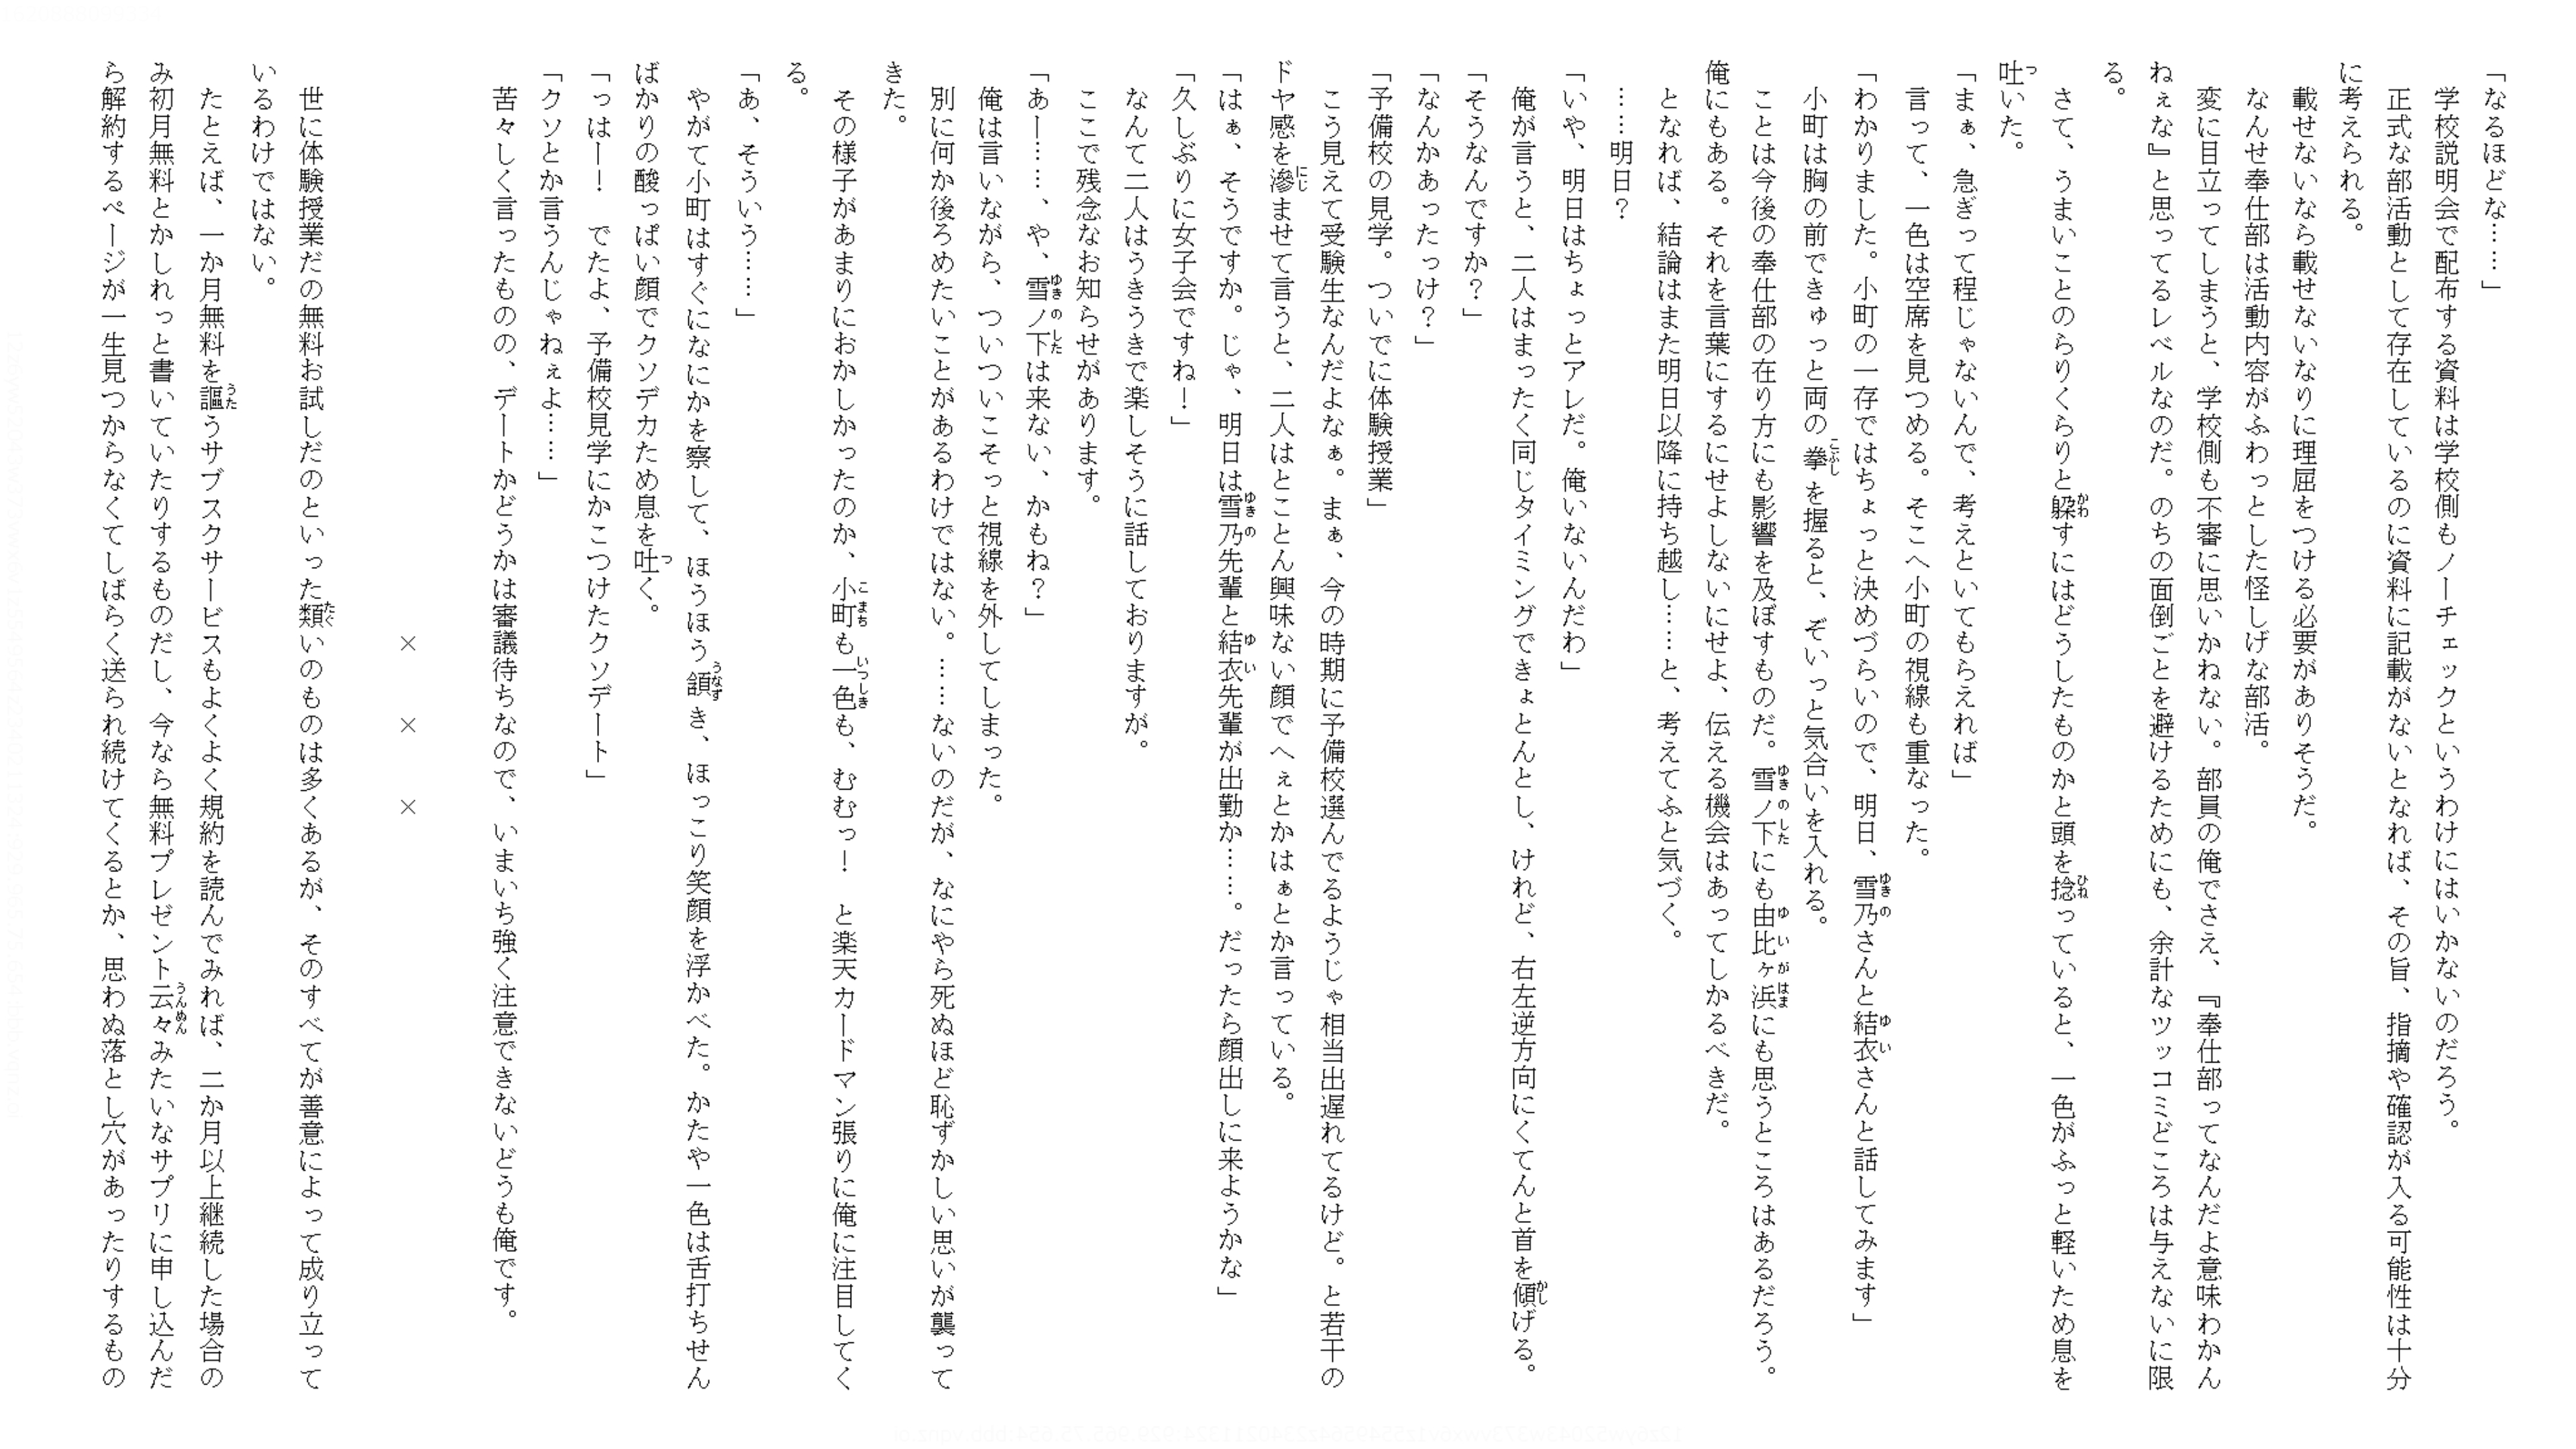 「なるほどな……」
学校説明会で配布する資料は学校側もノーチェックというわけにはいかないのだろう。
正式な部活動として存在しているのに資料に記載がないとなれば、その旨、指摘や確認が入る可能性は十分
に考えられる。
載せないなら載せないなりに理屈をつける必要がありそうだ。
なんせ奉仕部は活動内容がふわっとした怪しげな部活。
変に目立ってしまうと、学校側も不審に思いかねない。部員の俺でさえ、『奉仕部ってなんだよ意味わかん
ねぇな』と思ってるレベルなのだ。のちの面倒ごとを避けるためにも、余計なツッコミどころは与えないに限
る。
さて、うまいことのらりくらりと躱すにはどうしたものかと頭を捻っていると、一色がふっと軽いため息を
吐いた。
「まぁ、急ぎって程じゃないんで、考えといてもらえれば」
言って、一色は空席を見つめる。そこへ小町の視線も重なった。
「わかりました。小町の一存ではちょっと決めづらいので、明日、雪乃さんと結衣さんと話してみます」
小町は胸の前できゅっと両の拳を握ると、ぞいっと気合いを入れる。
ことは今後の奉仕部の在り方にも影響を及ぼすものだ。雪ノ下にも由比ヶ浜にも思うところはあるだろう。
俺にもある。それを言葉にするにせよしないにせよ、伝える機会はあってしかるべきだ。
となれば、結論はまた明日以降に持ち越し……と、考えてふと気づく。
……明日？
「いや、明日はちょっとアレだ。俺いないんだわ」
俺が言うと、二人はまったく同じタイミングできょとんとし、けれど、右左逆方向にくてんと首を傾げる。
「そうなんですか？」
「なんかあったっけ？」
「予備校の見学。ついでに体験授業」
こう見えて受験生なんだよなぁ。まぁ、今の時期に予備校選んでるようじゃ相当出遅れてるけど。と若干の
ドヤ感を滲ませて言うと、二人はとことん興味ない顔でへぇとかはぁとか言っている。
「はぁ、そうですか。じゃ、明日は雪乃先輩と結衣先輩が出勤か……。だったら顔出しに来ようかな」
「久しぶりに女子会ですね！」
なんて二人はうきうきで楽しそうに話しておりますが。
ここで残念なお知らせがあります。
「あー……、や、雪ノ下は来ない、かもね？」
俺は言いながら、ついついこそっと視線を外してしまった。
別に何か後ろめたいことがあるわけではない。……ないのだが、なにやら死ぬほど恥ずかしい思いが襲って
きた。
その様子があまりにおかしかったのか、小町も一色も、むむっ！　と楽天カードマン張りに俺に注目してく
る。
「あ、そういう……」
やがて小町はすぐになにかを察して、ほうほう頷き、ほっこり笑顔を浮かべた。かたや一色は舌打ちせん
ばかりの酸っぱい顔でクソデカため息を吐く。
「っはー！　でたよ、予備校見学にかこつけたクソデート」
「クソとか言うんじゃねぇよ……」
苦々しく言ったものの、デートかどうかは審議待ちなので、いまいち強く注意できないどうも俺です。
×　×　×
世に体験授業だの無料お試しだのといった類いのものは多くあるが、そのすべてが善意によって成り立って
いるわけではない。
たとえば、一か月無料を謳うサブスクサービスもよくよく規約を読んでみれば、二か月以上継続した場合の
み初月無料とかしれっと書いていたりするものだし、今なら無料プレゼント云々みたいなサプリに申し込んだ
ら解約するページが一生見つからなくてしばらく送られ続けてくるとか、思わぬ落とし穴があったりするもの